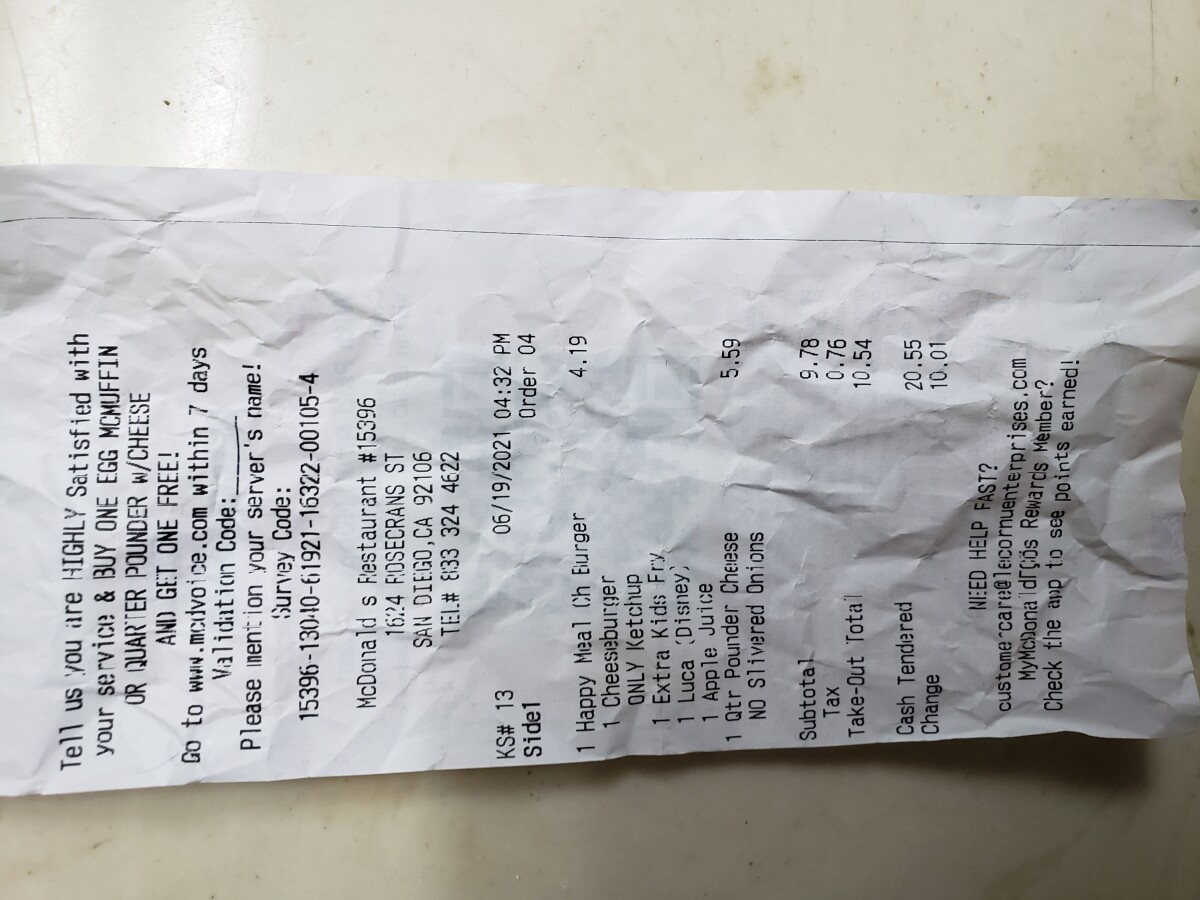 Tell us you are HIGHLY Satisfied with
your service & BUY ONE EGG MCMUFFIN
OR QUARTER POUNDER w/CHEESE
AND GET ONE FREE!
Go to www.mcdvoice.com within 7 days
Validation Code:______
Please mention your server's name!
Survey Code:
15396-13040-61921-16322-00105-4
McDonald s Restaurant #15396
1624 ROSECRANS ST
SAN DIEGO,CA 92106
TEL# 833 324 4622
KS# 13 06/19/2021 04:32 PM
Side1 Order 04
1 Happy Meal Ch Burger 4.19
1 Cheeseburger
ONLY Ketchup
1 Extra Kids Fry
1 Luca (Disney)
1 Apple Juice
1 Qtr Pounder Cheese 5.59
NO Slivered Onions
Subtotal 9.78
Tax 0.76
Take-Out Total 10.54
Cash Tendered 20.55
Change 10.01
NEED HELP FAST?
MyMcDonaldΓÇÖs Rewards Member?
Check the app to see points earned!